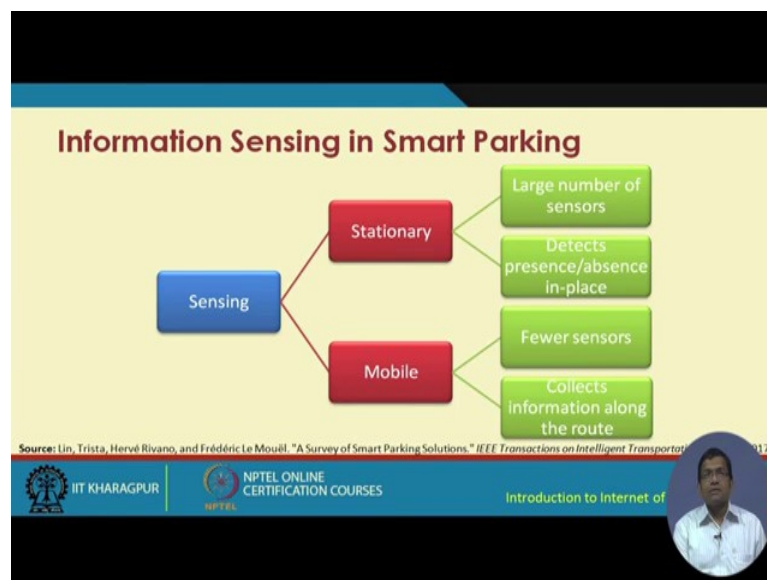 Information Sensing in Smart Parking
Large number of
sensors
Stationary
Detects
presence/absence
in-place
Sensing
Fewer sensors
Mobile
Collects
information along
the route
Source: Lin, Trista, Hervé Rivano, and Frédéric Le Mouël. "A Survey of Smart Parking Solutions." IEEE Transactions on Intelligent 017
IIT KHARAGPUR
NPTEL ONLINE
CERTIFICATION COURSES
NPTEL
Introduction to Internet of